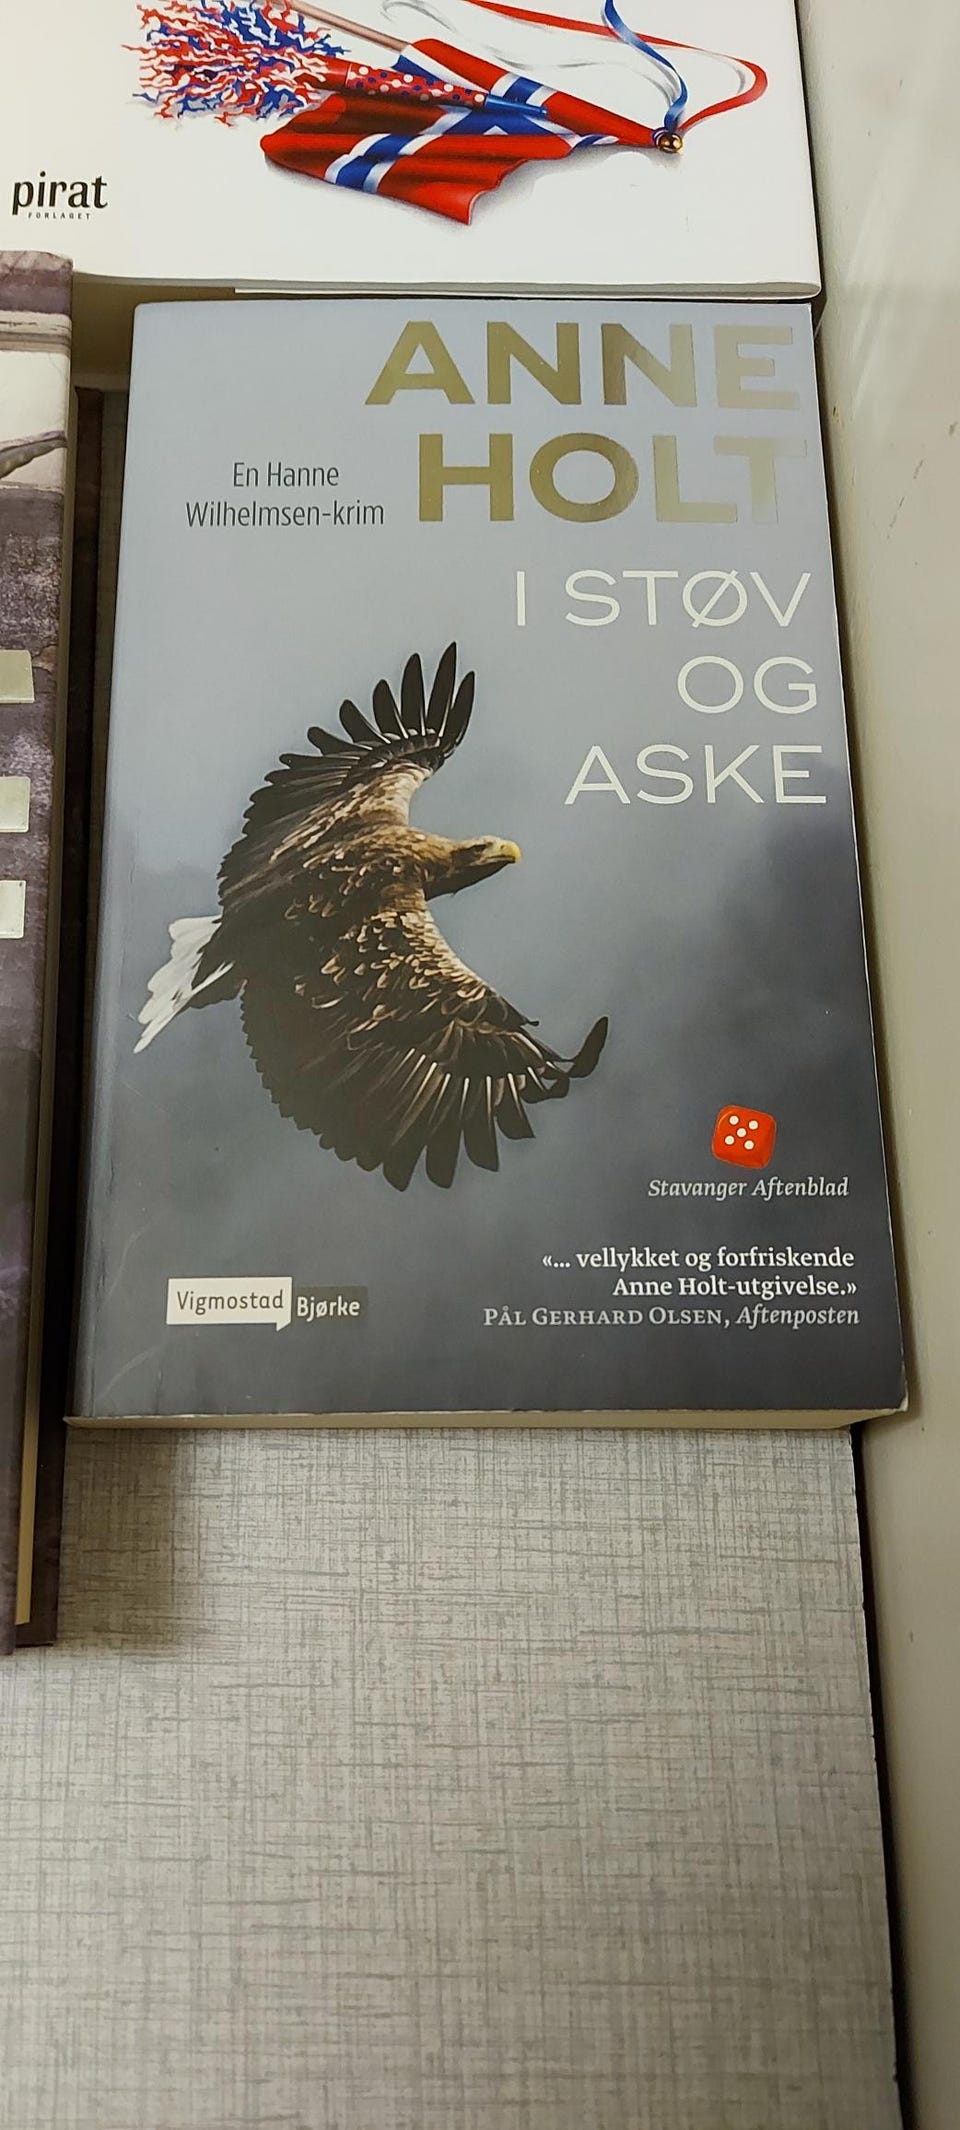 pirat
FORLAGET
ANNE
HOLT
En Hanne
Wilhelmsen-krim
I STØV
OG
ASKE
Stavanger Aftenblad
«... vellykket og forfriskende
Anne Holt-utgivelse.»
PÅL GERHARD OLSEN, Aftenposten
Vigmostad Bjørke